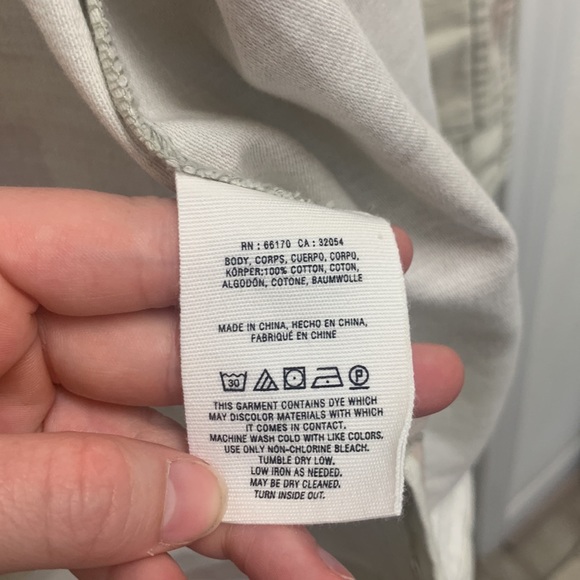 RN : 66170 CA : 32054
BODY, CORPS, CUERPO, CORPO,
KÖRPER:100% COTTON, COTON,
ALGODÓN, COTONE, BAUMWOLLE
MADE IN CHINA, HECHO EN CHINA,
FABRIQUÉ EN CHINE
30 P
THIS GARMENT CONTAINS DYE WHICH
MAY DISCOLOR MATERIALS WITH WHICH
IT COMES IN CONTACT.
MACHINE WASH COLD WITH LIKE COLORS.
USE ONLY NON-CHLORINE BLEACH.
TUMBLE DRY LOW.
LOW IRON AS NEEDED.
MAY BE DRY CLEANED.
TURN INSIDE OUT.